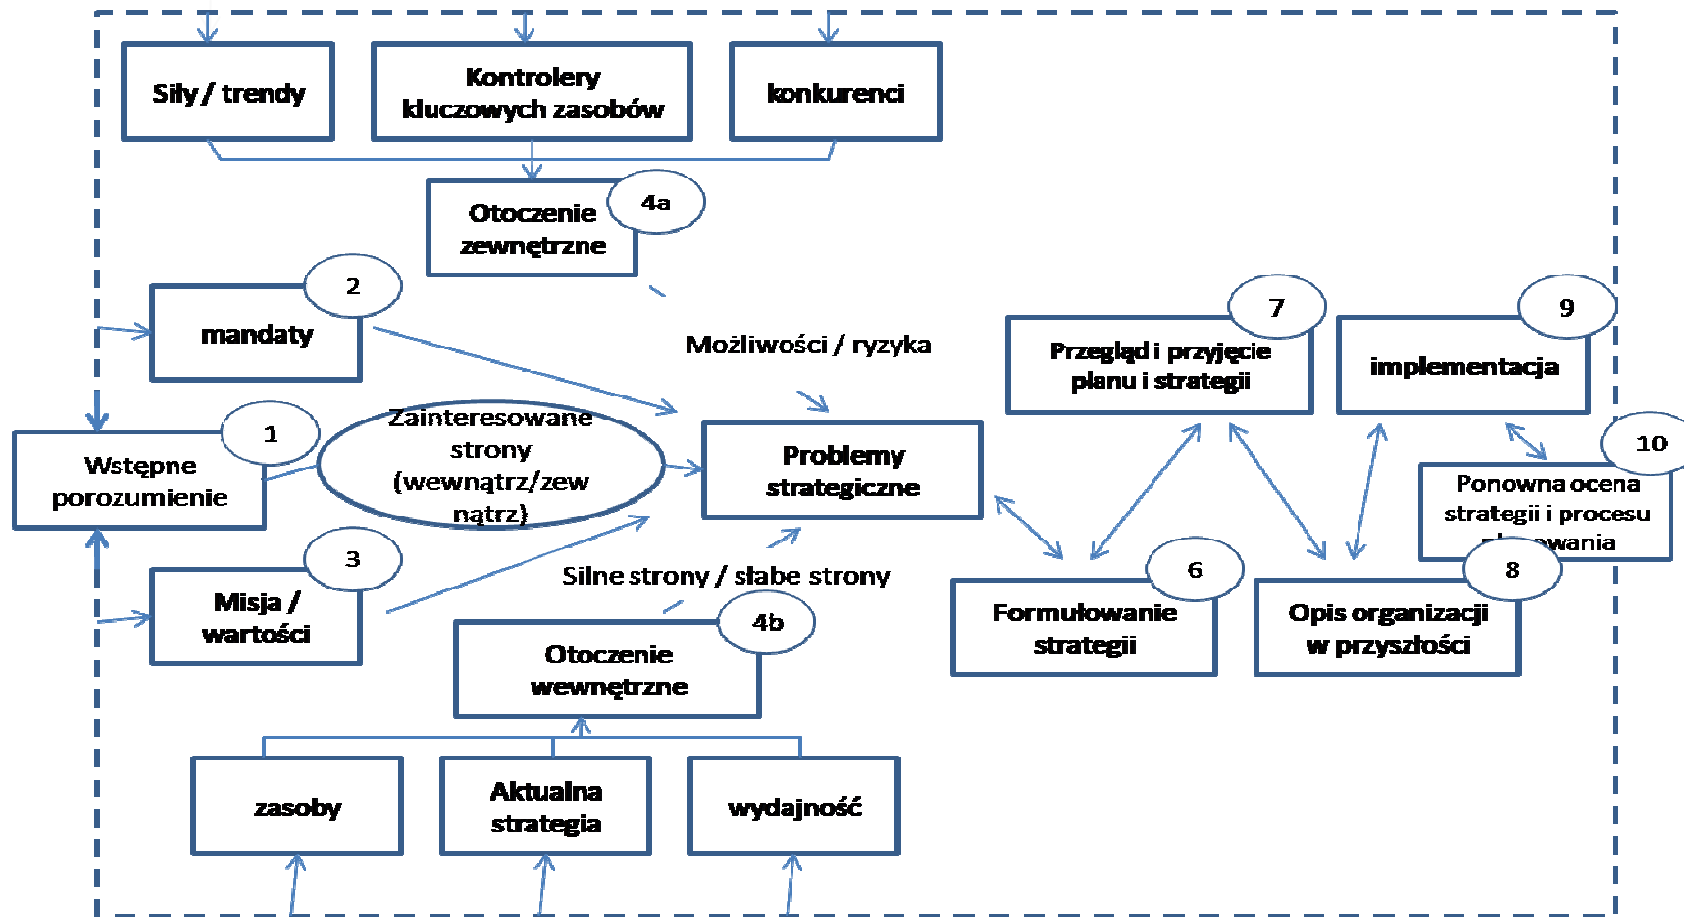 Siły / trendy
Kontrolery
kluczowych zasobów
konkurenci
Otoczenie
zewnętrzne
4a
2
mandaty
Możliwości / ryzyka
7
Przegląd i przyjęcie
planu i strategii
9
implementacja
1
Wstępne
porozumienie
Zainteresowane
strony
(wewnątrz/zew
nątrz)
Problemy
strategiczne
10
Ponowna ocena
strategii i procesu
3
Misja /
wartości
Silne strony / słabe strony
4b
Otoczenie
wewnętrzne
6
Formułowanie
strategii
8
Opis organizacji
w przyszłości
zasoby
Aktualna
strategia
wydajność